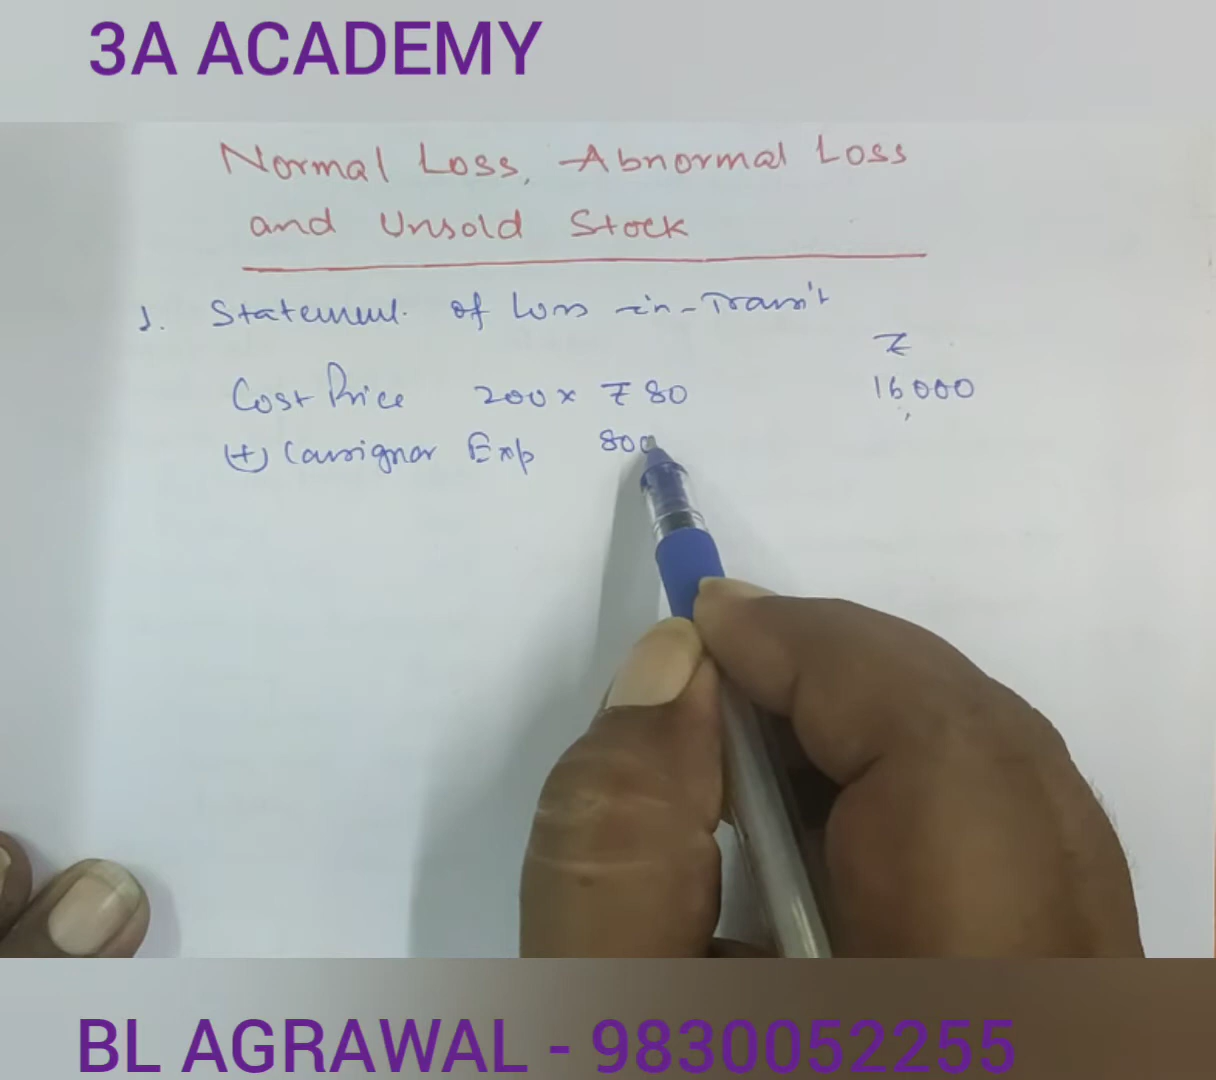 3A ACADEMY
Normal Loss, Abnormal Loss
and Unsold Stock
1. Statement of Loss in-Transit
₹
Cost Price 200 x ₹ 80 16000
(+) Consignor Exp 800
BL AGRAWAL - 9830052255